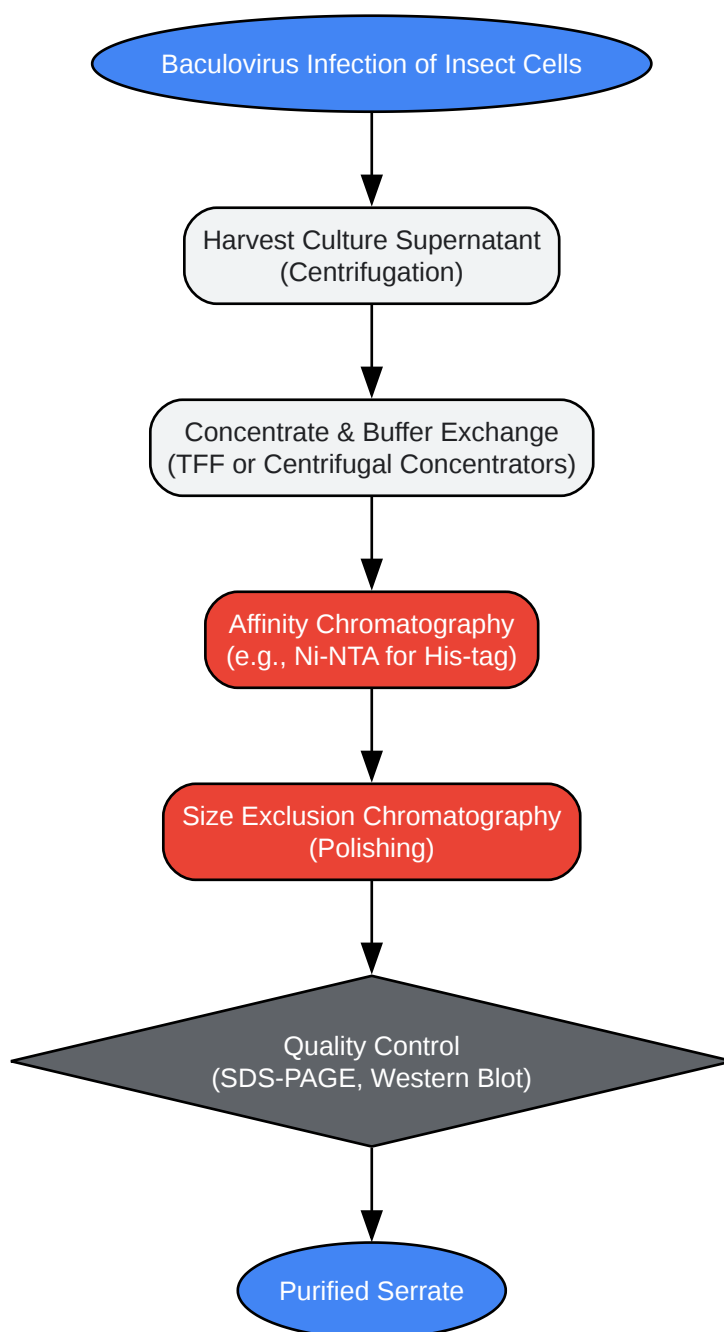 Baculovirus Infection of Insect Cells
Harvest Culture Supernatant
(Centrifugation)
Concentrate & Buffer Exchange
(TFF or Centrifugal Concentrators)
Affinity Chromatography
(e.g., Ni-NTA for His-tag)
Size Exclusion Chromatography
(Polishing)
Quality Control
(SDS-PAGE, Western Blot)
Purified Serrate